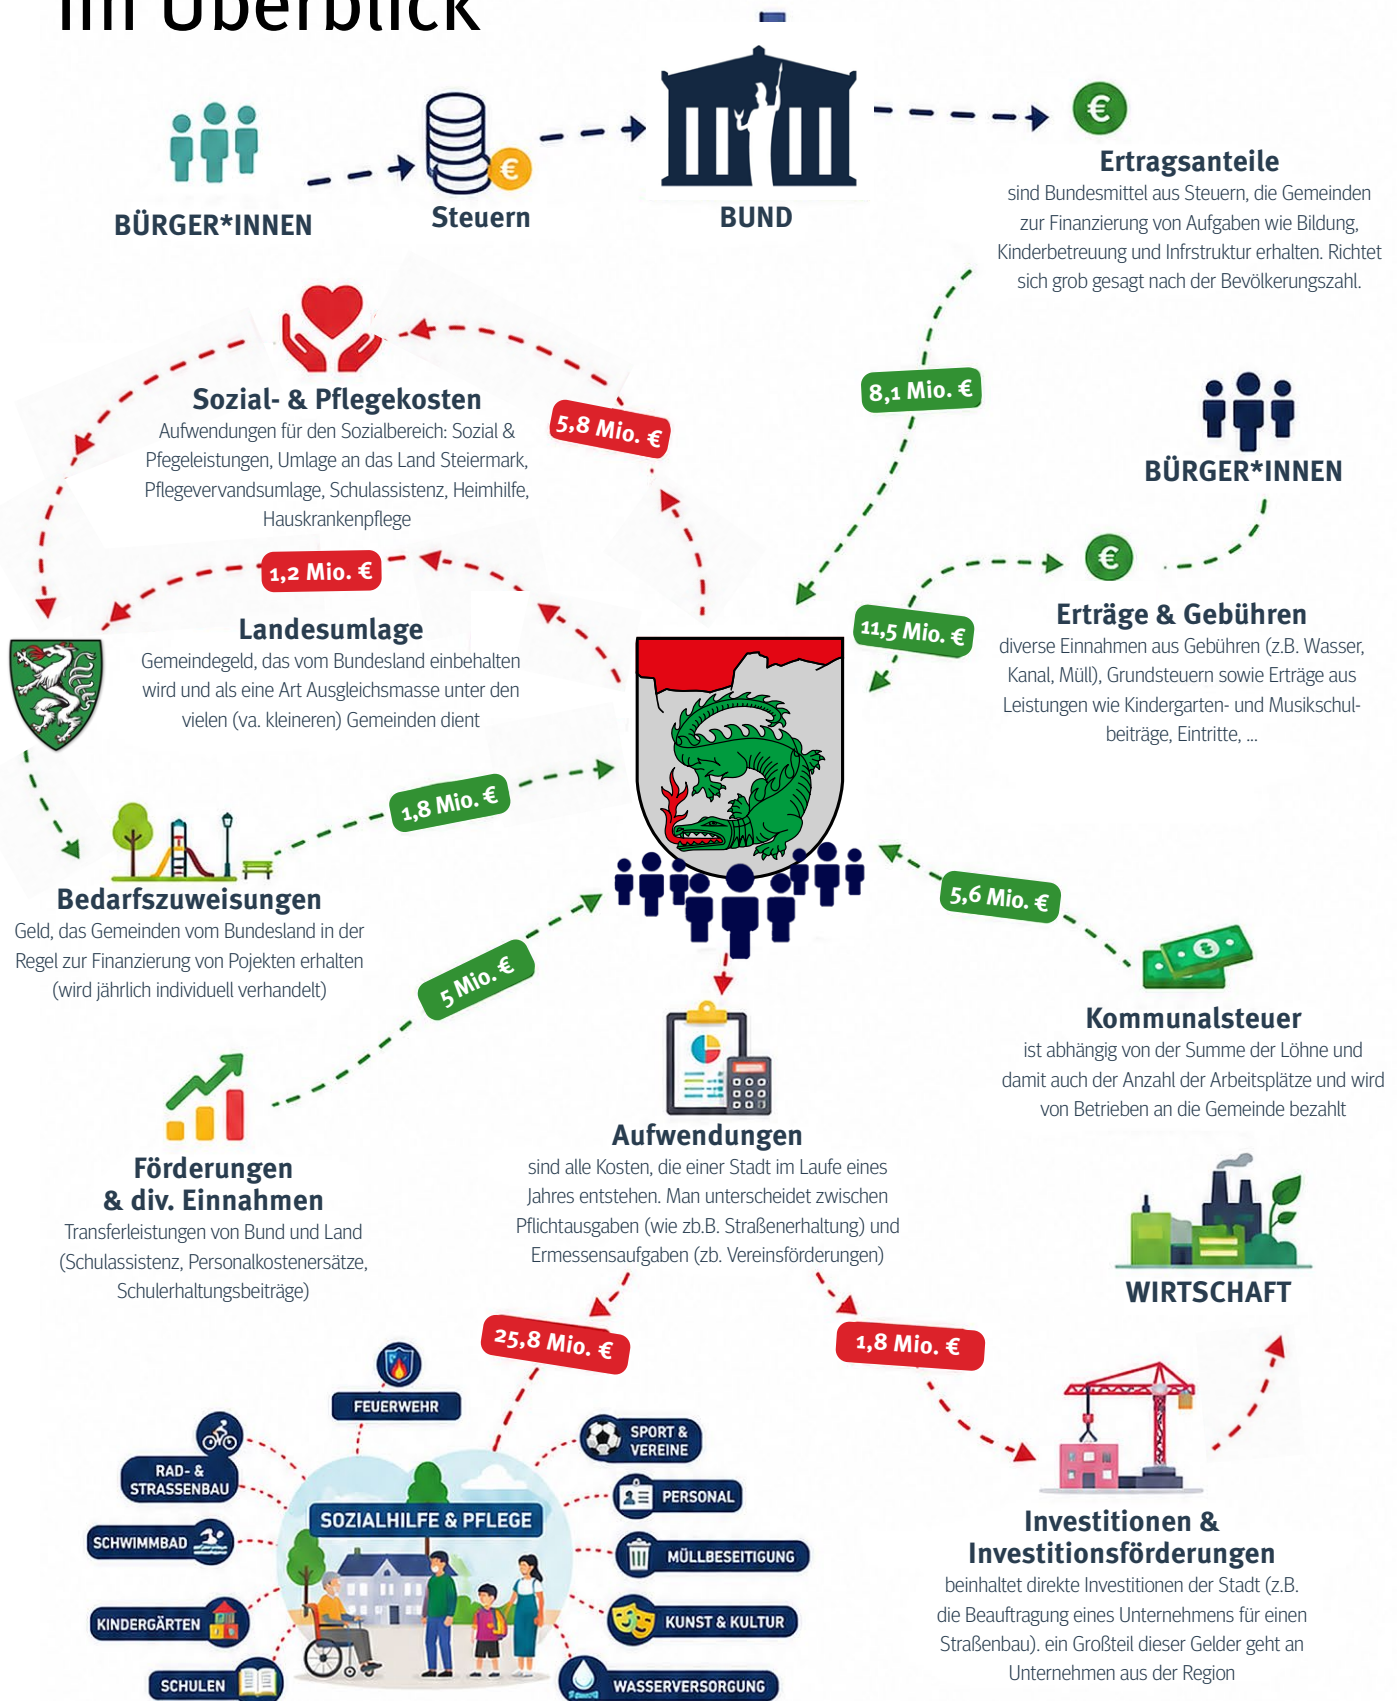 im Überblick
BÜRGER*INNEN
Steuern
BUND
Ertragsanteile
sind Bundesmittel aus Steuern, die Gemeinden
zur Finanzierung von Aufgaben wie Bildung,
Kinderbetreuung und Infrstruktur erhalten. Richtet
sich grob gesagt nach der Bevölkerungszahl.
8,1 Mio. €
Sozial- & Pflegekosten
Aufwendungen für den Sozialbereich: Sozial &
Pfegeleistungen, Umlage an das Land Steiermark,
Pflegevervandsumlage, Schulassistenz, Heimhilfe,
Hauskrankenpflege
5,8 Mio. €
BÜRGER*INNEN
€
Erträge & Gebühren
diverse Einnahmen aus Gebühren (z.B. Wasser,
Kanal, Müll), Grundsteuern sowie Erträge aus
Leistungen wie Kindergarten- und Musikschul-
beiträge, Eintritte, ...
11,5 Mio. €
1,2 Mio. €
Landesumlage
Gemeindegeld, das vom Bundesland einbehalten
wird und als eine Art Ausgleichsmasse unter den
vielen (va. kleineren) Gemeinden dient
1,8 Mio. €
Bedarfszuweisungen
Geld, das Gemeinden vom Bundesland in der
Regel zur Finanzierung von Pojekten erhalten
(wird jährlich individuell verhandelt)
5 Mio. €
Förderungen
& div. Einnahmen
Transferleistungen von Bund und Land
(Schulassistenz, Personalkostenersätze,
Schulerhaltungsbeiträge)
5,6 Mio. €
Kommunalsteuer
ist abhängig von der Summe der Löhne und
damit auch der Anzahl der Arbeitsplätze und wird
von Betrieben an die Gemeinde bezahlt
WIRTSCHAFT
Aufwendungen
sind alle Kosten, die einer Stadt im Laufe eines
Jahres entstehen. Man unterscheidet zwischen
Pflichtausgaben (wie zb.B. Straßenerhaltung) und
Ermessensaufgaben (zb. Vereinsförderungen)
25,8 Mio. €
1,8 Mio. €
FEUERWEHR
RAD- &
STRASSENBAU
SCHWIMMBAD
KINDERGÄRTEN
SCHULEN
SOZIALHILFE & PFLEGE
SPORT &
VEREINE
PERSONAL
MÜLLBESEITIGUNG
KUNST & KULTUR
WASSERVERSORGUNG
Investitionen &
Investitionsförderungen
beinhaltet direkte Investitionen der Stadt (z.B.
die Beauftragung eines Unternehmens für einen
Straßenbau). ein Großteil dieser Gelder geht an
Unternehmen aus der Region